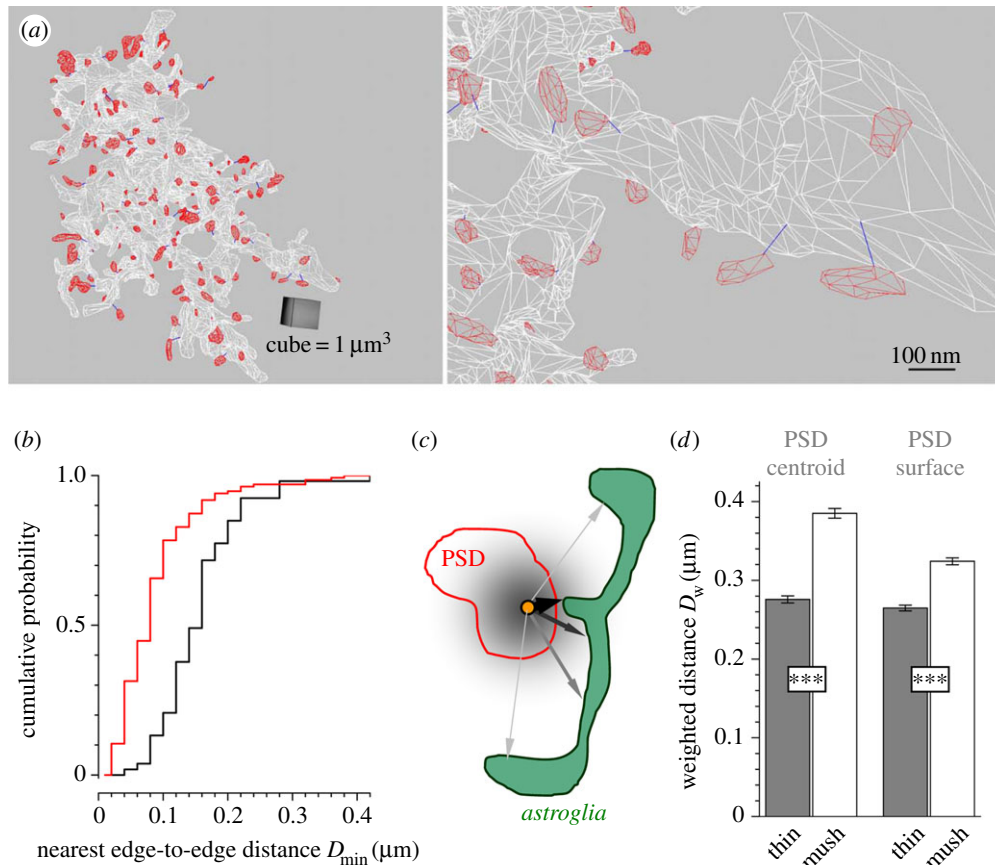 (a)
cube = 1 μm³
100 nm
(b)
cumulative probability
1.0
0.5
0
0
0.1
0.2
0.3
0.4
nearest edge-to-edge distance Dmin (μm)
(c)
PSD
astroglia
(d)
PSD centroid
PSD surface
weighted distance Dw (μm)
0.4
0.3
0.2
0.1
0
***
***
thin
mush
thin
mush